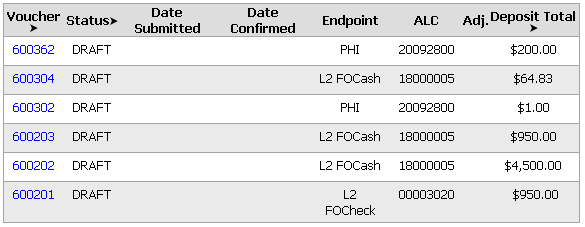 Voucher Status Date Submitted Date Confirmed Endpoint ALC Adj. Deposit Total
600362 DRAFT PHI 20092800 $200.00
600304 DRAFT L2 FOCash 18000005 $64.83
600302 DRAFT PHI 20092800 $1.00
600203 DRAFT L2 FOCash 18000005 $950.00
600202 DRAFT L2 FOCash 18000005 $4,500.00
600201 DRAFT L2 FOCheck 00003020 $950.00